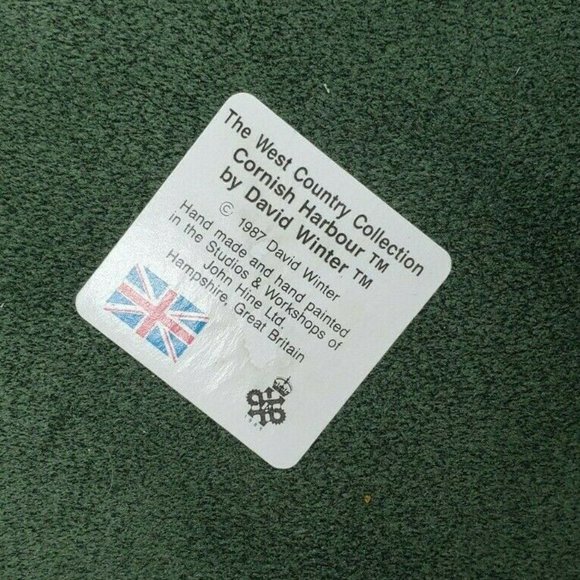 The West Country Collection
Cornish Harbour ™
by David Winter ™
© 1987 David Winter
Hand made and hand painted
in the Studios & Workshops of
John Hine Ltd.
Hampshire, Great Britain